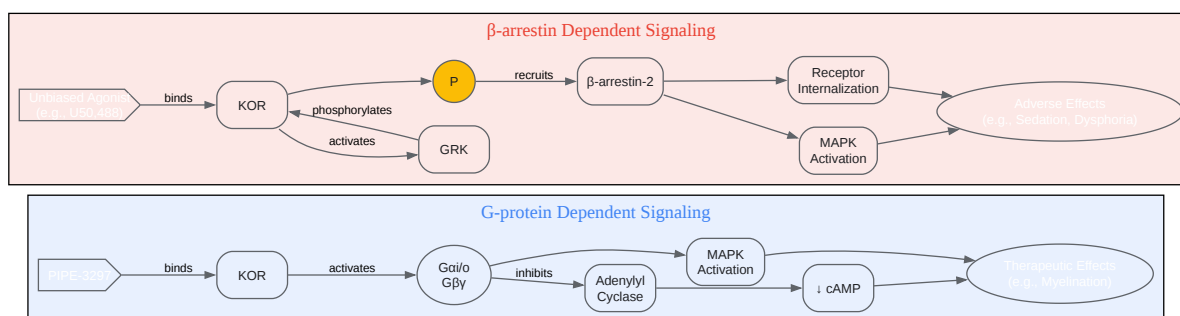 β-arrestin Dependent Signaling
Unbiased Agonist
(e.g., U50,488)
binds
KOR
phosphorylates
activates
P
GRK
recruits
β-arrestin-2
Receptor
Internalization
MAPK
Activation
Adverse Effects
(e.g., Sedation, Dysphoria)
G-protein Dependent Signaling
PIPE-3297
binds
KOR
activates
Gαi/o
Gβγ
inhibits
MAPK
Activation
Adenylyl
Cyclase
↓ cAMP
Therapeutic Effects
(e.g., Myelination)